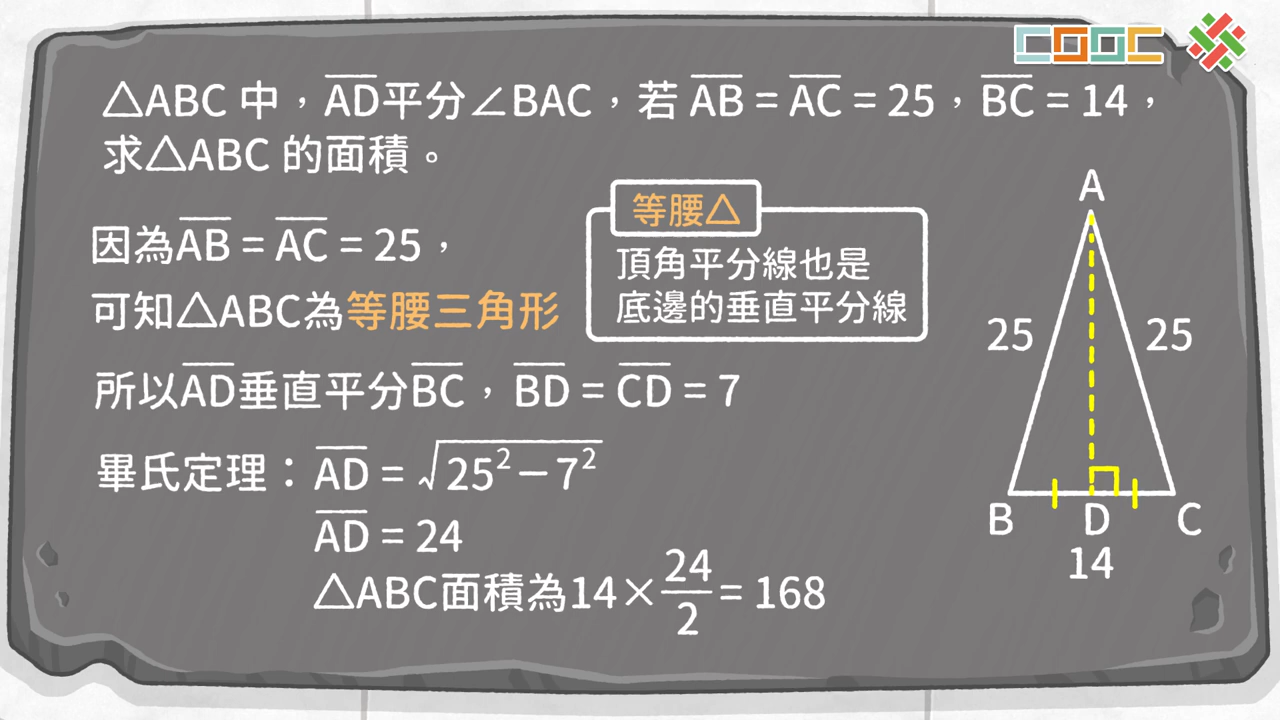 COOC
△ABC 中，AD平分∠BAC，若 AB = AC = 25，BC = 14，
求△ABC 的面積。
因為AB = AC = 25，
可知△ABC為等腰三角形
等腰△
頂角平分線也是
底邊的垂直平分線
所以AD垂直平分BC，BD = CD = 7
畢氏定理：AD = √25²－7²
AD = 24
△ABC面積為14×24/2 = 168
A
25
25
B
D
C
14